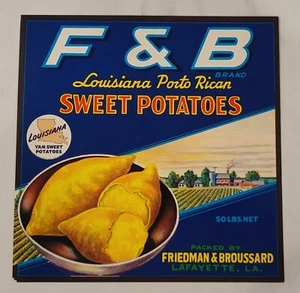 F & B
BRAND
Louisiana Porto Rican
SWEET POTATOES
LOUISIANA
YAM SWEET
POTATOES
50 LBS. NET
PACKED BY
FRIEDMAN & BROUSSARD
LAFAYETTE, LA.